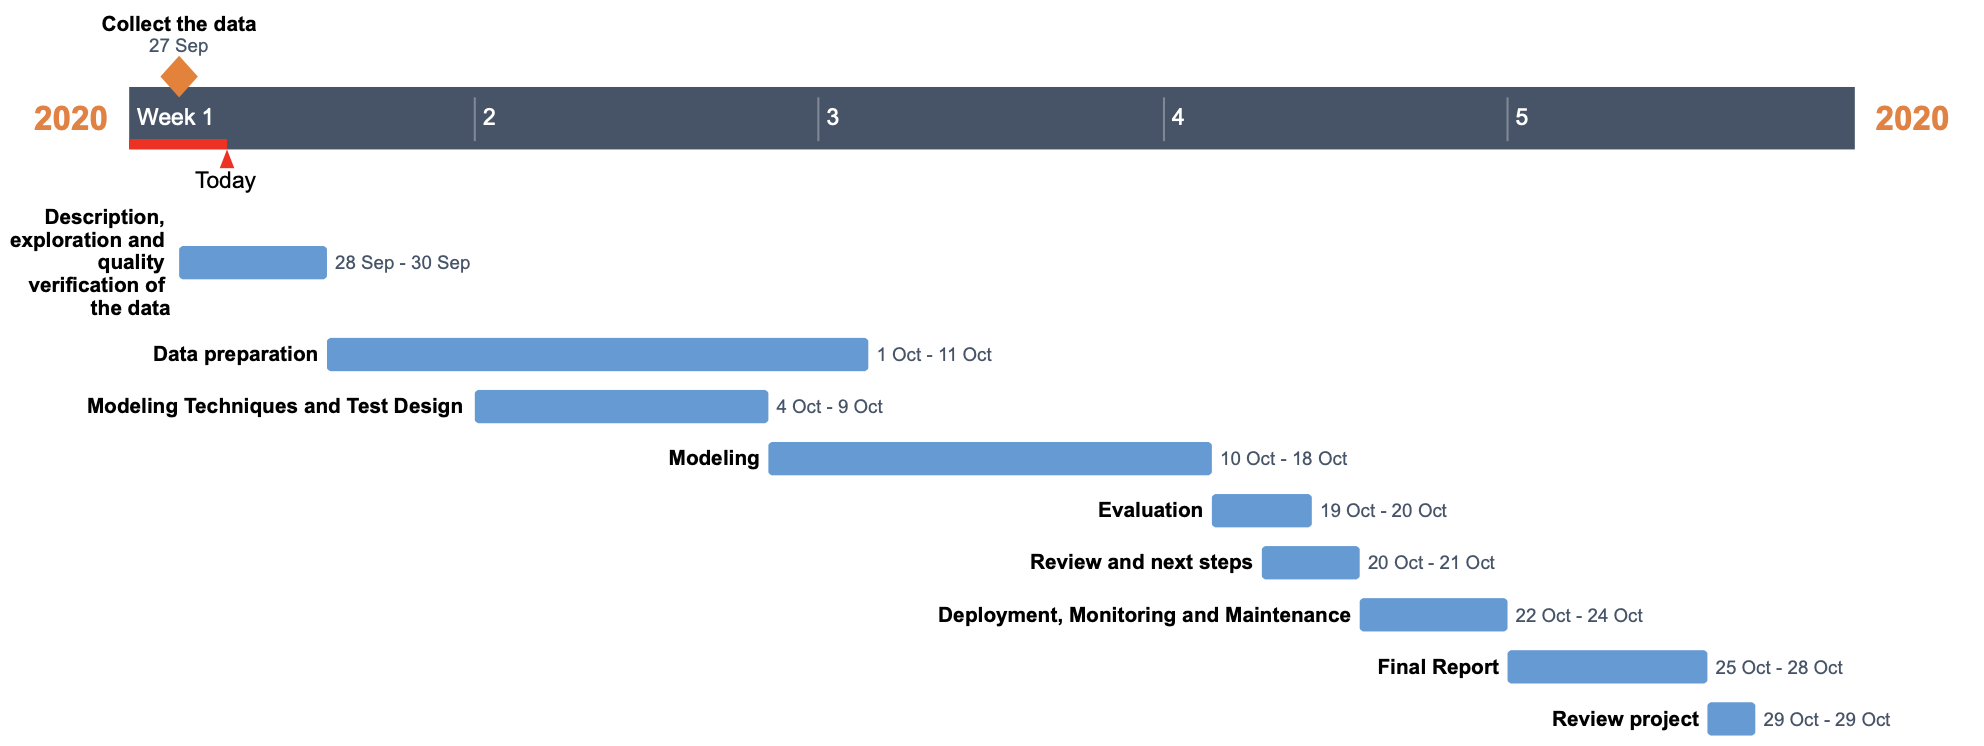 Collect the data
27 Sep
2020
Week 1
2
3
4
5
2020
Today
Description,
exploration and
quality
verification of
the data
28 Sep - 30 Sep
Data preparation
1 Oct - 11 Oct
Modeling Techniques and Test Design
4 Oct - 9 Oct
Modeling
10 Oct - 18 Oct
Evaluation
19 Oct - 20 Oct
Review and next steps
20 Oct - 21 Oct
Deployment, Monitoring and Maintenance
22 Oct - 24 Oct
Final Report
25 Oct - 28 Oct
Review project
29 Oct - 29 Oct